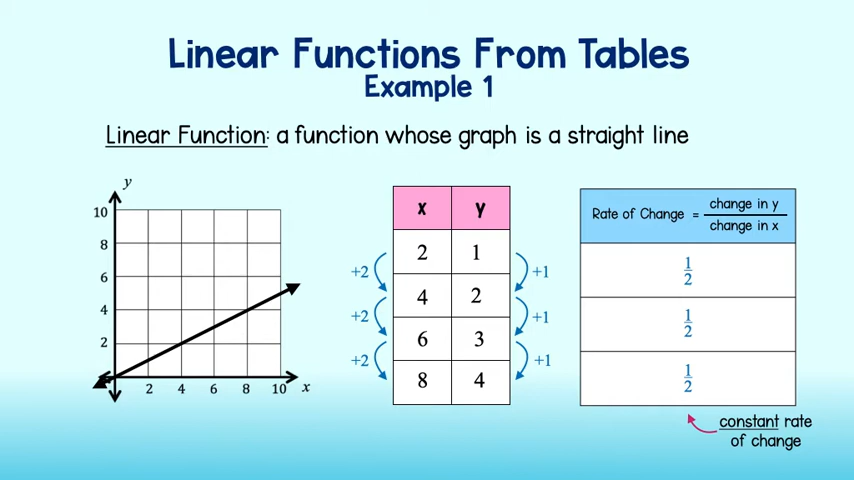 Linear Functions From Tables
Example 1
Linear Function: a function whose graph is a straight line
y
10
8
6
4
2
2 4 6 8 10 x
x y
2 1
4 2
6 3
8 4
+2 +1
+2 +1
+2 +1
Rate of Change = change in y / change in x
1/2
1/2
1/2
constant rate
of change